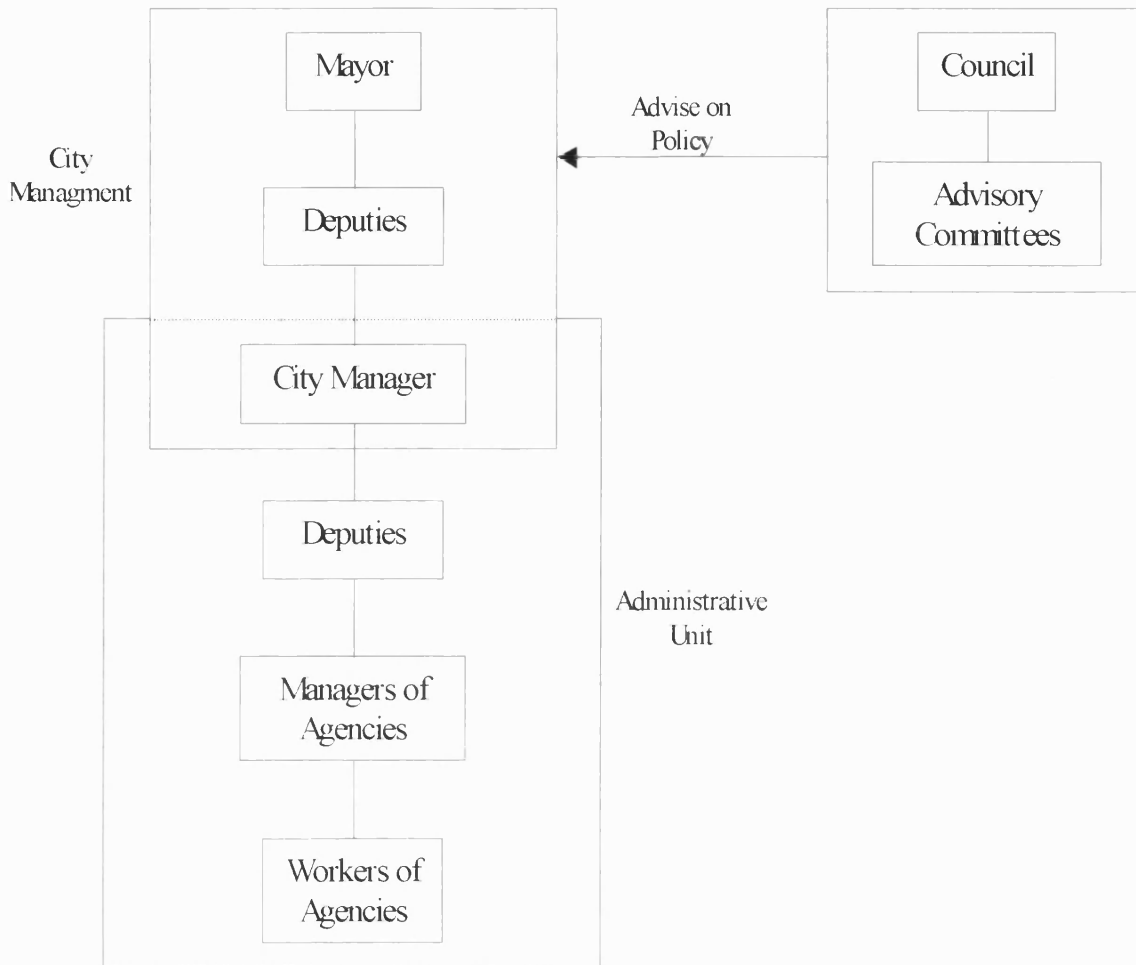 Mayor
Council
Advise on
Policy
City
Managment
Deputies
Advisory
Committees
City Manager
Deputies
Administrative
Unit
Managers of
Agencies
Workers of
Agencies